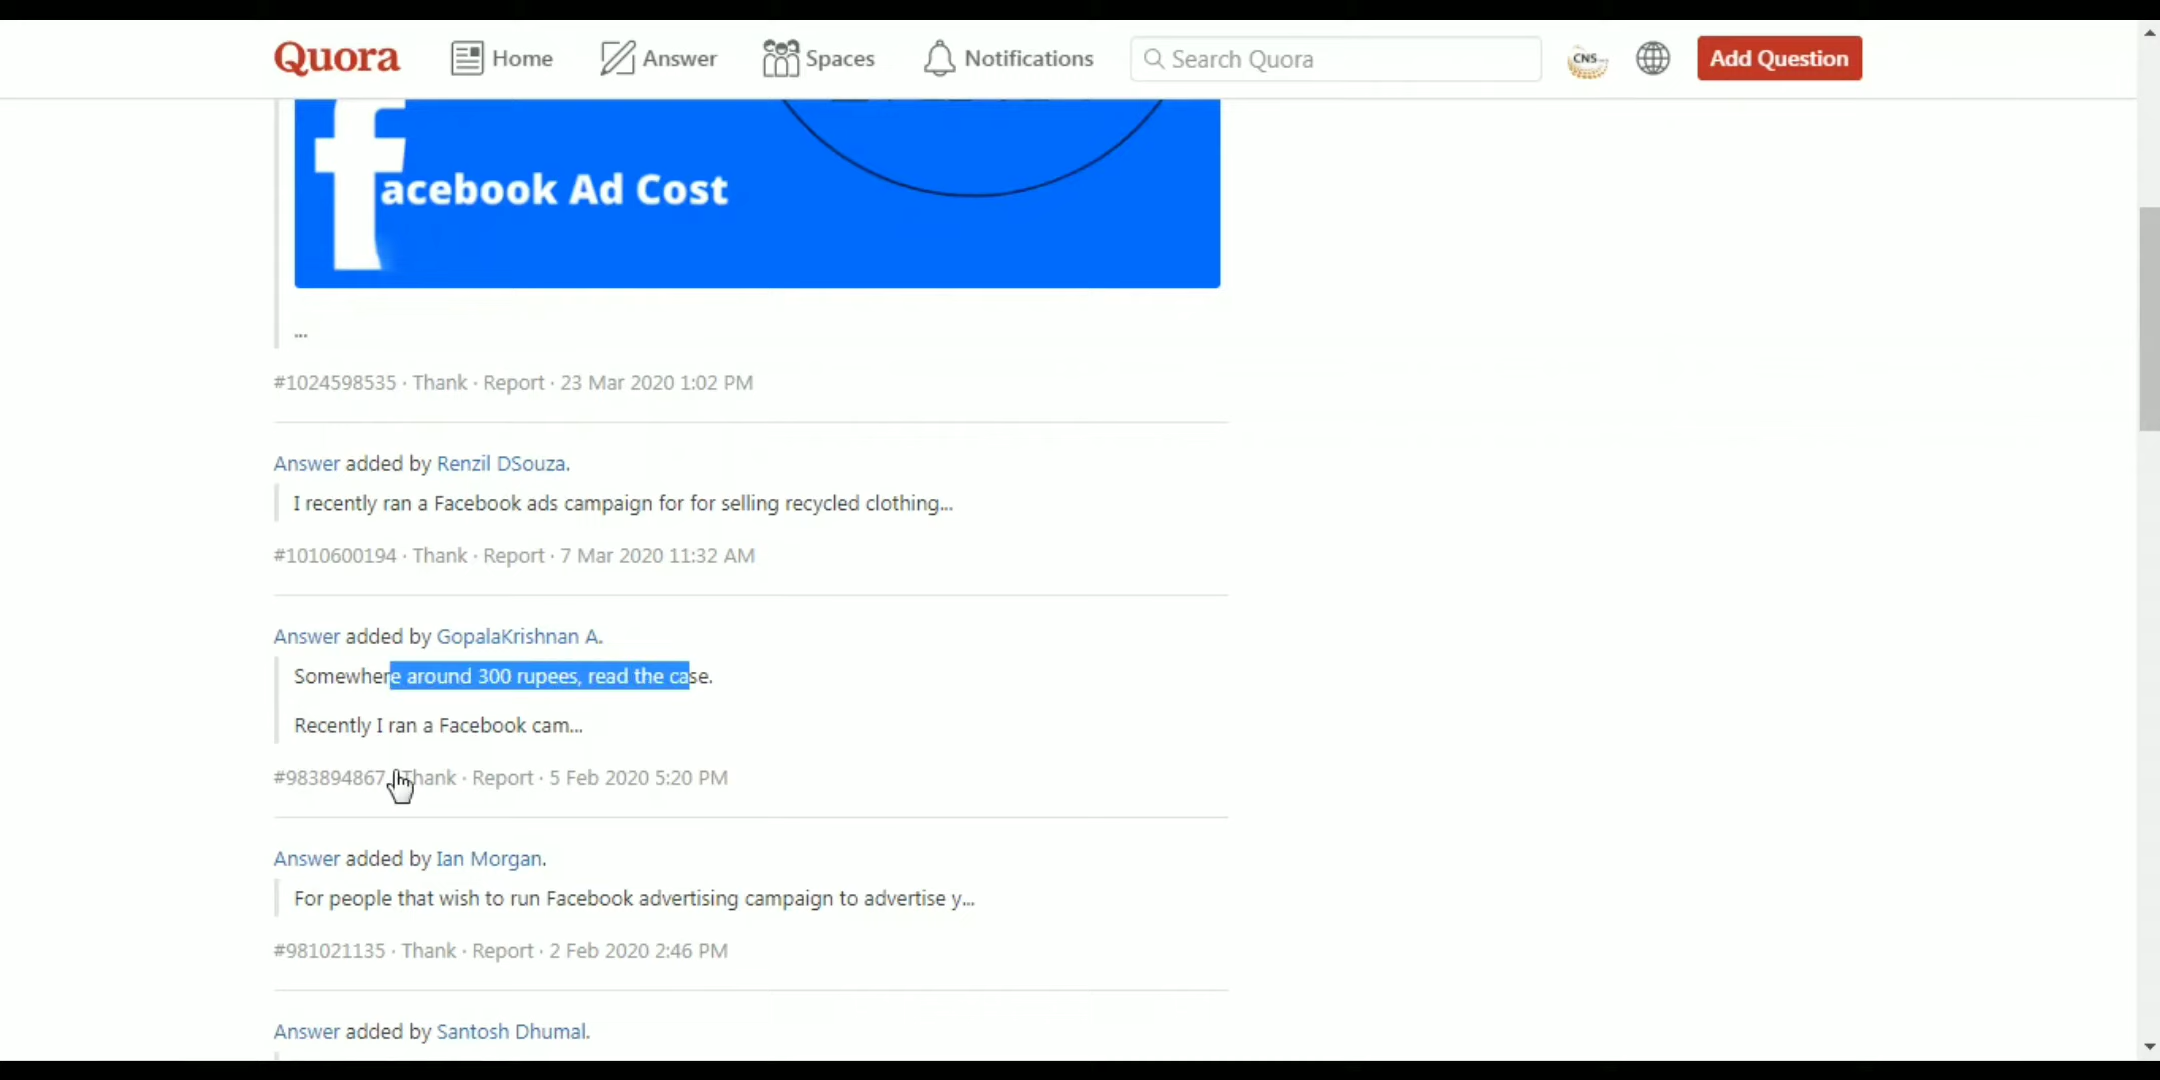 Quora Home Answer Spaces Notifications Search Quora CNS Add Question
facebook Ad Cost
...
#1024598535 · Thank · Report · 23 Mar 2020 1:02 PM
Answer added by Renzil DSouza.
I recently ran a Facebook ads campaign for for selling recycled clothing...
#1010600194 · Thank · Report · 7 Mar 2020 11:32 AM
Answer added by GopalaKrishnan A.
Somewhere around 300 rupees, read the case.
Recently I ran a Facebook cam...
#983894867 · Thank · Report · 5 Feb 2020 5:20 PM
Answer added by Ian Morgan.
For people that wish to run Facebook advertising campaign to advertise y...
#981021135 · Thank · Report · 2 Feb 2020 2:46 PM
Answer added by Santosh Dhumal.